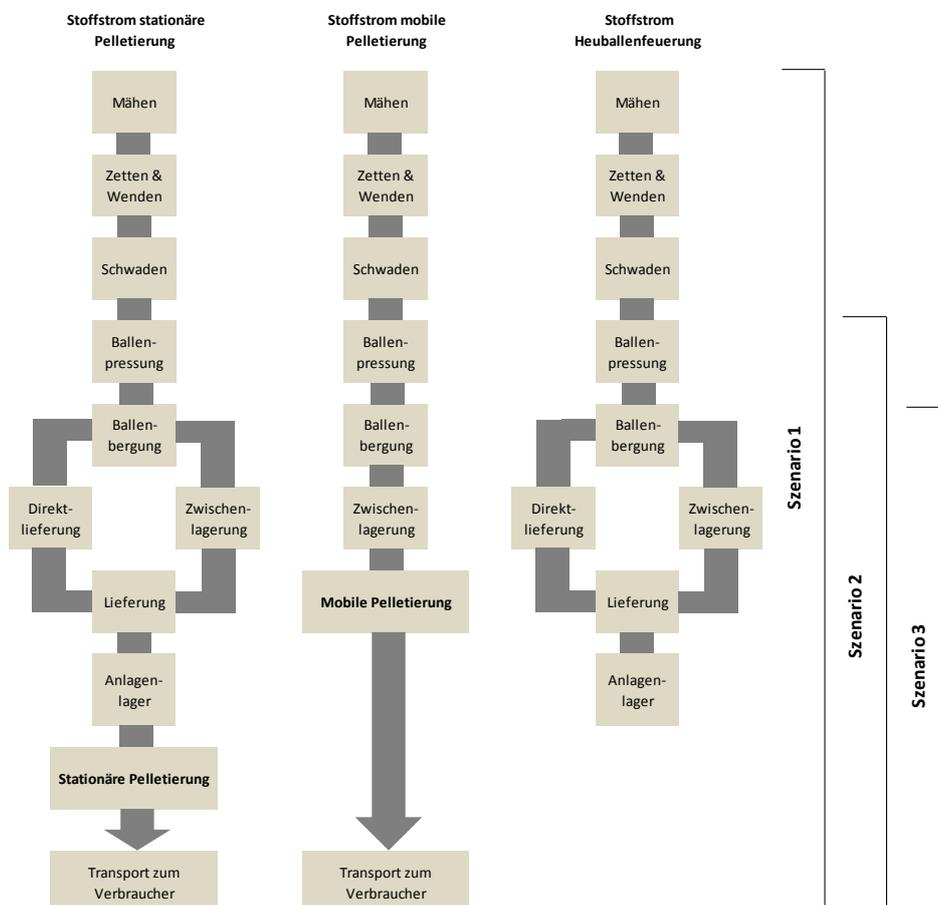 Stoffstrom stationäre
Pelletierung
Mähen
Zetten &
Wenden
Schwaden
Ballen-
pressung
Ballen-
bergung
Direkt-
lieferung
Zwischen-
lagerung
Lieferung
Anlagen-
lager
Stationäre Pelletierung
Transport zum
Verbraucher
Stoffstrom mobile
Pelletierung
Mähen
Zetten &
Wenden
Schwaden
Ballen-
pressung
Ballen-
bergung
Zwischen-
lagerung
Mobile Pelletierung
Transport zum
Verbraucher
Stoffstrom
Heuballenfeuerung
Mähen
Zetten &
Wenden
Schwaden
Ballen-
pressung
Ballen-
bergung
Direkt-
lieferung
Zwischen-
lagerung
Lieferung
Anlagen-
lager
Szenario 1
Szenario 2
Szenario 3